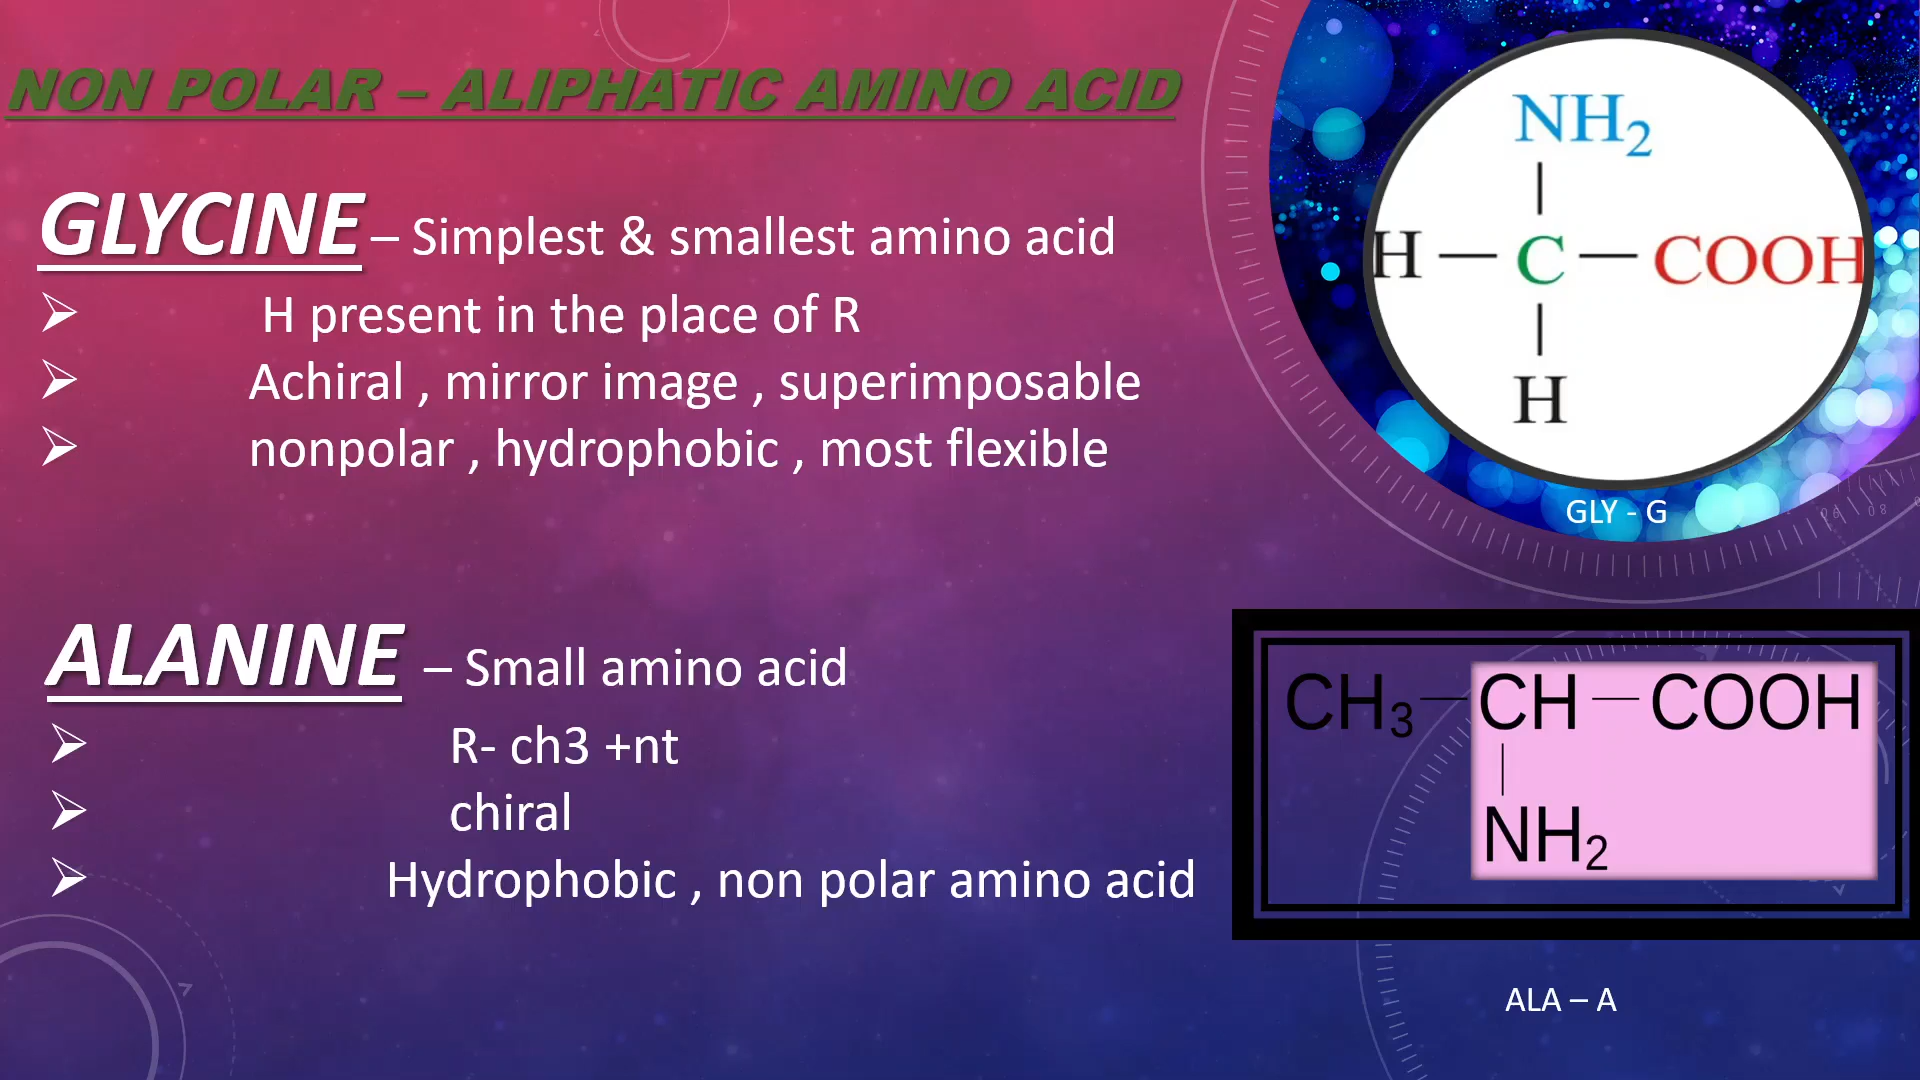 NON POLAR – ALIPHATIC AMINO ACID
GLYCINE – Simplest & smallest amino acid
H present in the place of R
Achiral , mirror image , superimposable
nonpolar , hydrophobic , most flexible
NH2
H — C — COOH
H
GLY - G
ALANINE – Small amino acid
R- ch3 +nt
chiral
Hydrophobic , non polar amino acid
CH3 — CH — COOH
NH2
ALA – A